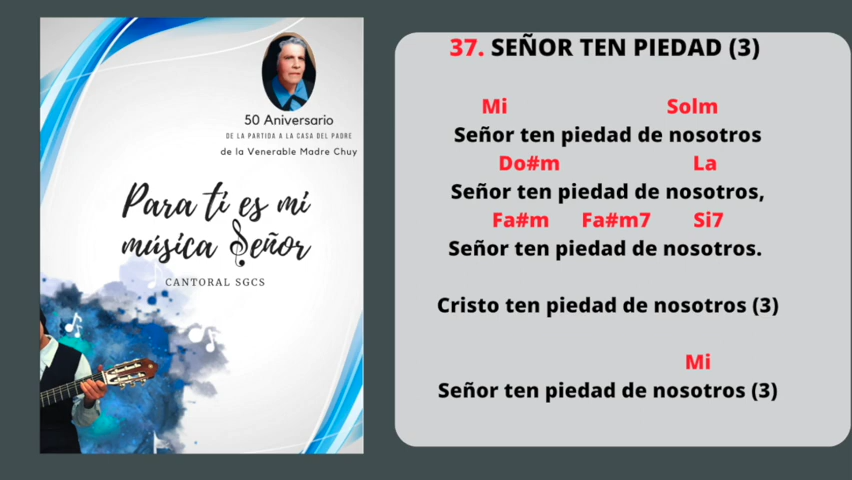 50 Aniversario
DE LA PARTIDA A LA CASA DEL PADRE
de la Venerable Madre Chuy
Para ti es mi
música Señor
CANTORAL SGCS
37. SEÑOR TEN PIEDAD (3)
Mi Solm
Señor ten piedad de nosotros
Do#m La
Señor ten piedad de nosotros,
Fa#m Fa#m7 Si7
Señor ten piedad de nosotros.
Cristo ten piedad de nosotros (3)
Mi
Señor ten piedad de nosotros (3)